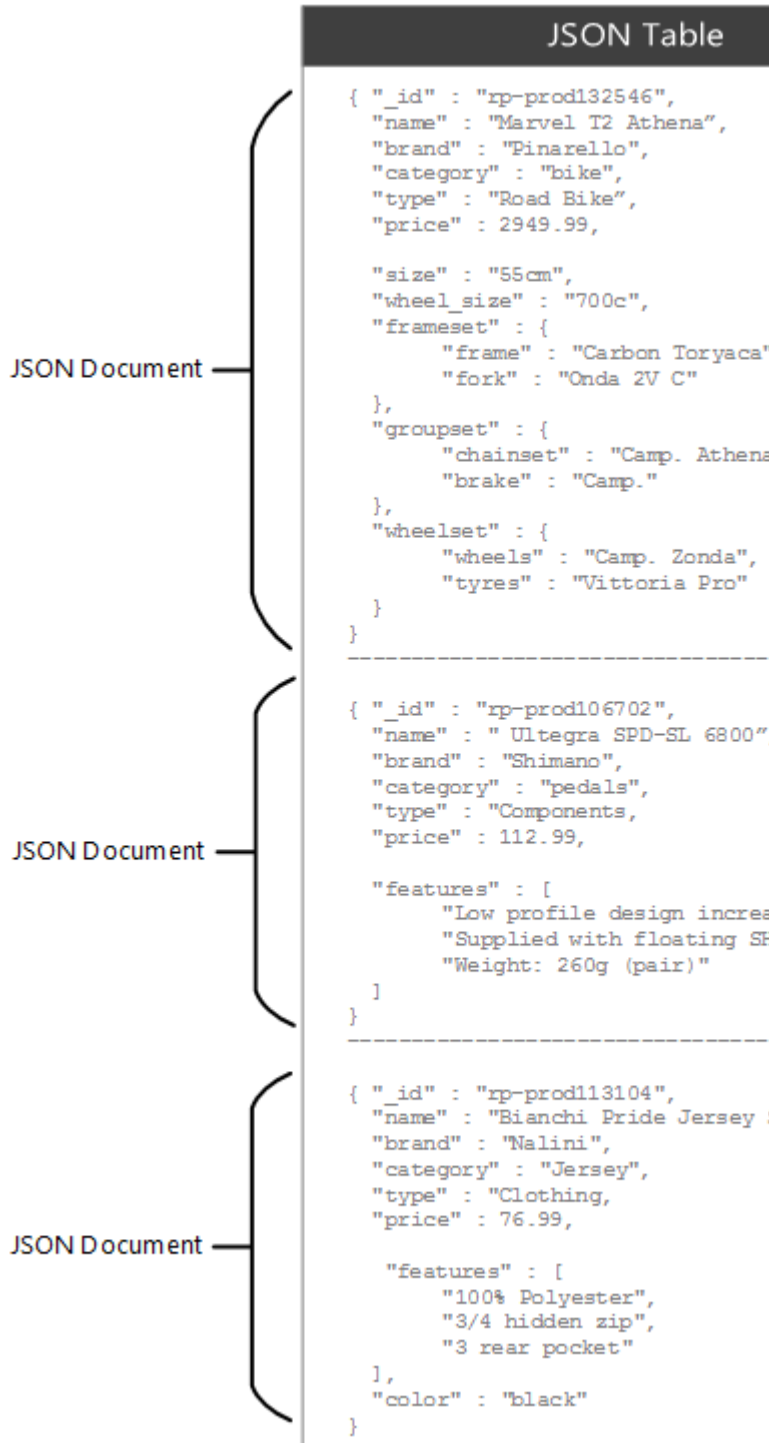 JSON Table
JSON Document
{ "_id" : "rp-prod132546",
"name" : "Marvel T2 Athena”,
"brand" : "Pinarello",
"category" : "bike",
"type" : "Road Bike”,
"price" : 2949.99,
"size" : "55cm",
"wheel_size" : "700c",
"frameset" : {
"frame" : "Carbon Toryaca"
"fork" : "Onda 2V C"
},
"groupset" : {
"chainset" : "Camp. Athena
"brake" : "Camp."
},
"wheelset" : {
"wheels" : "Camp. Zonda",
"tyres" : "Vittoria Pro"
}
}
--------------------------------
JSON Document
{ "_id" : "rp-prod106702",
"name" : " Ultegra SPD-SL 6800”
"brand" : "Shimano",
"category" : "pedals",
"type" : "Components,
"price" : 112.99,
"features" : [
"Low profile design increa
"Supplied with floating SH
"Weight: 260g (pair)"
]
}
--------------------------------
JSON Document
{ "_id" : "rp-prod113104",
"name" : "Bianchi Pride Jersey
"brand" : "Nalini",
"category" : "Jersey",
"type" : "Clothing,
"price" : 76.99,
"features" : [
"100% Polyester",
"3/4 hidden zip",
"3 rear pocket"
],
"color" : "black"
}